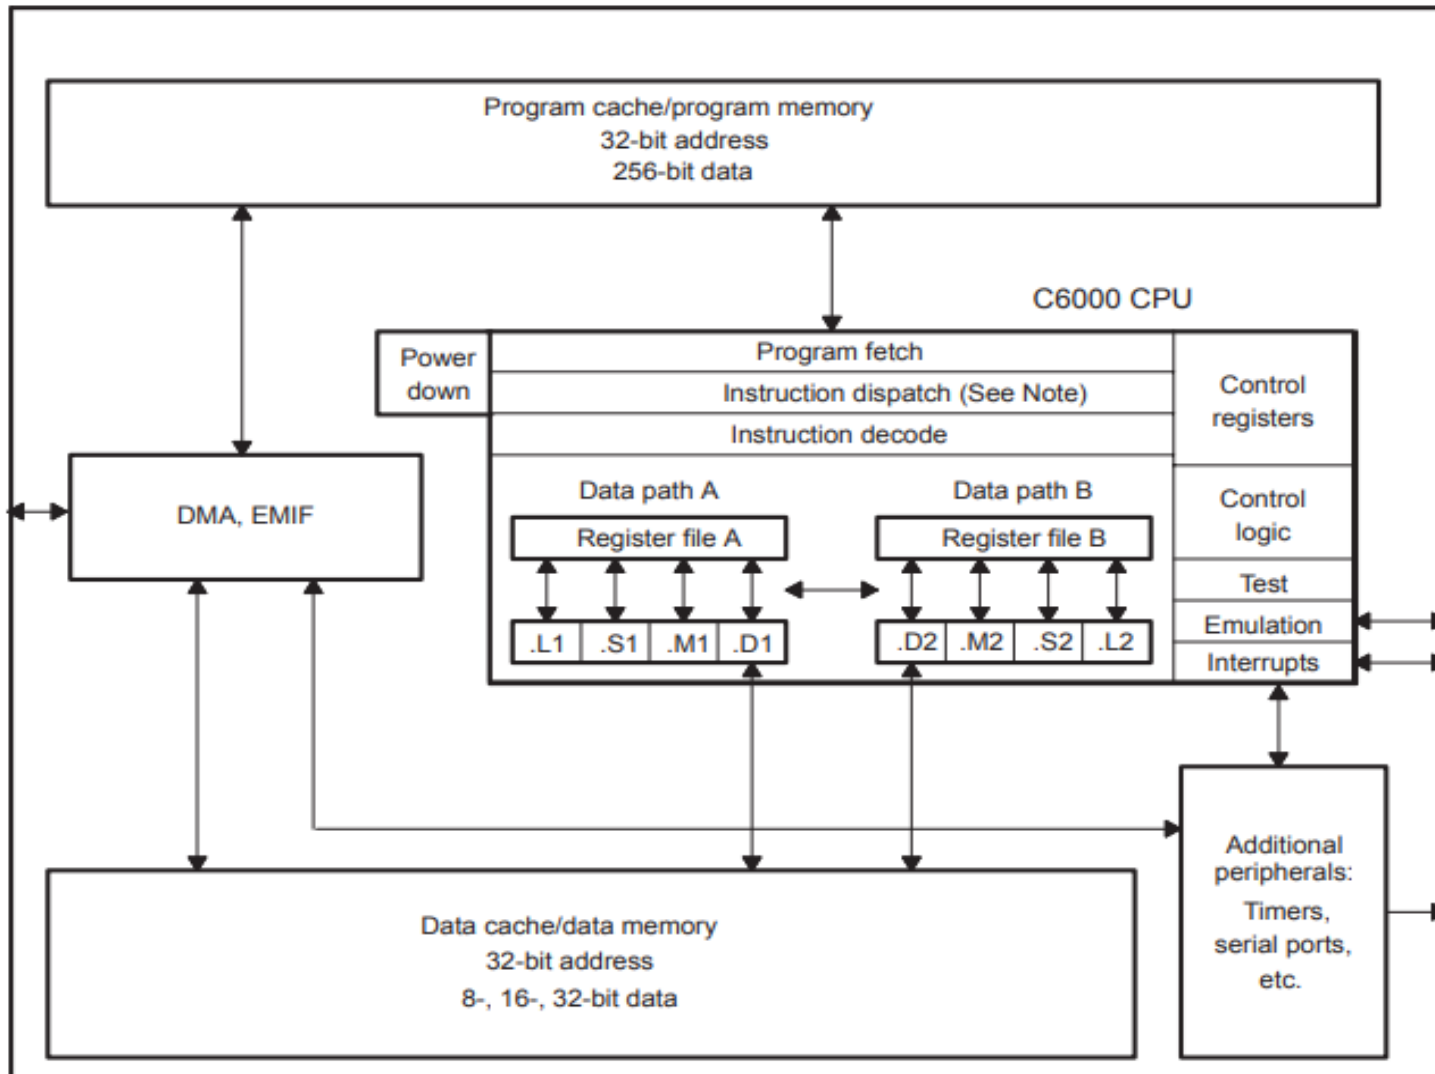 Program cache/program memory
32-bit address
256-bit data
C6000 CPU
Power
down
Program fetch
Instruction dispatch (See Note)
Instruction decode
Control
registers
Data path A
Data path B
Register file A
Register file B
Control
logic
DMA, EMIF
Test
.L1 .S1 .M1 .D1
.D2 .M2 .S2 .L2
Emulation
Interrupts
Additional
peripherals:
Timers,
serial ports,
etc.
Data cache/data memory
32-bit address
8-, 16-, 32-bit data